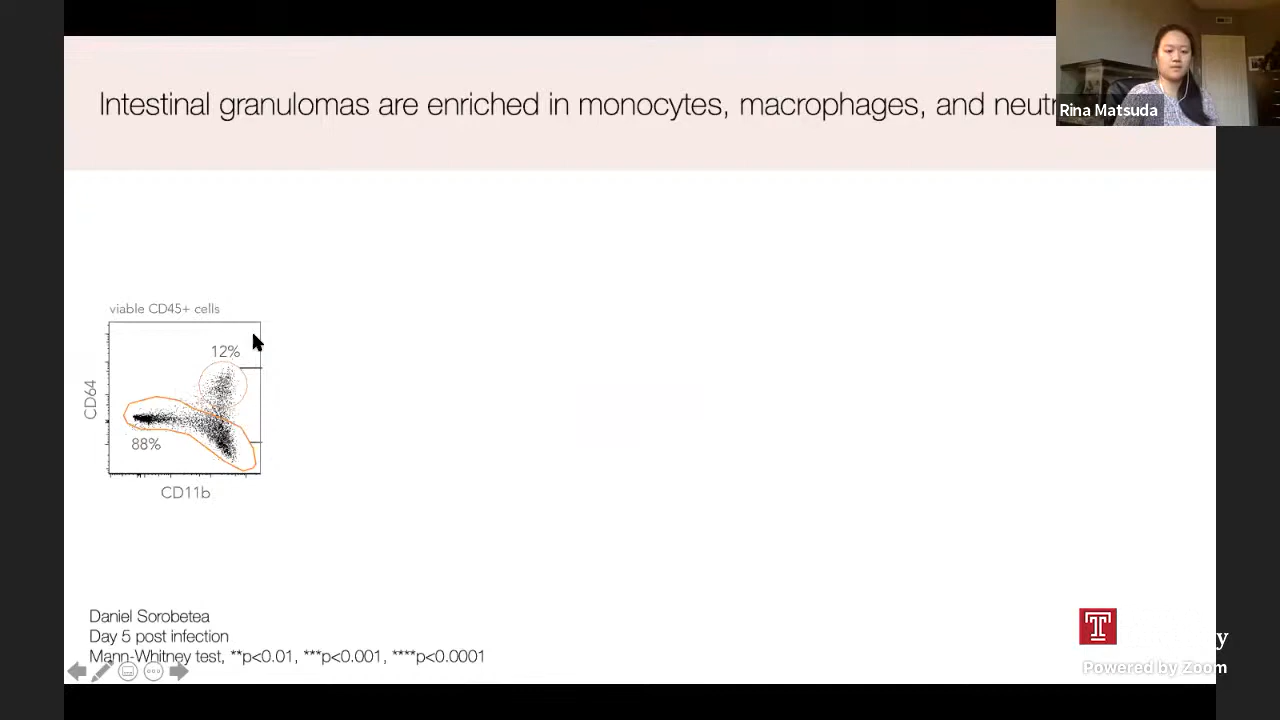 Intestinal granulomas are enriched in monocytes, macrophages, and
Rina Matsuda
viable CD45+ cells
12%
CD64
88%
CD11b
Daniel Sorobetea
Day 5 post infection
Mann-Whitney test, **p<0.01, ***p<0.001, ****p<0.0001
T
Powered by Zoom